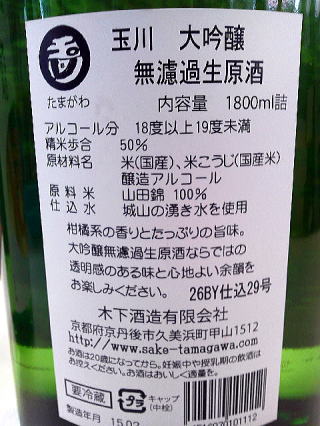 玉川 大吟醸
無濾過生原酒
たまがわ 内容量 1800ml詰
アルコール分 18度以上19度未満
精米歩合 50%
原材料名 米(国産)、米こうじ(国産米)
醸造アルコール
原料米 山田錦 100%
仕込水 城山の湧き水を使用
柑橘系の香りとたっぷりの旨味。
大吟醸無濾過生原酒ならではの
透明感のある味と心地よい余韻を
お楽しみください。 26BY仕込29号
木下酒造有限会社
京都府京丹後市久美浜町甲山1512
http://www.sake-tamagawa.com
お酒は20歳になってから。妊娠中や授乳期の飲酒は
お控えください。お酒はおいしく適量を。
要冷蔵 プラ キャップ
(中栓)
製造年月 15.02